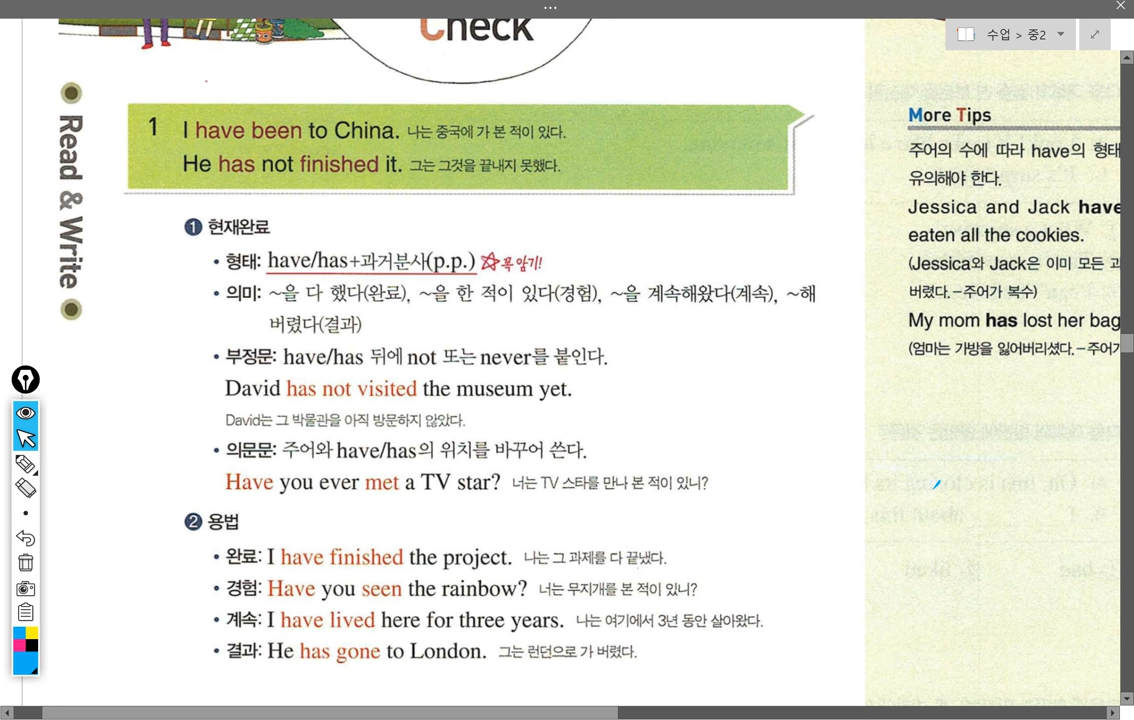 수업 > 중2
Check
Read & Write
1 I have been to China. 나는 중국에 가 본 적이 있다.
He has not finished it. 그는 그것을 끝내지 못했다.
❶ 현재완료
• 형태: have/has+과거분사(p.p.) ☆꼭 암기!
• 의미: ~을 다 했다(완료), ~을 한 적이 있다(경험), ~을 계속해왔다(계속), ~해
버렸다(결과)
• 부정문: have/has 뒤에 not 또는 never를 붙인다.
David has not visited the museum yet.
David는 그 박물관을 아직 방문하지 않았다.
• 의문문: 주어와 have/has의 위치를 바꾸어 쓴다.
Have you ever met a TV star? 너는 TV 스타를 만나 본 적이 있니?
❷ 용법
• 완료: I have finished the project. 나는 그 과제를 다 끝냈다.
• 경험: Have you seen the rainbow? 너는 무지개를 본 적이 있니?
• 계속: I have lived here for three years. 나는 여기에서 3년 동안 살아왔다.
• 결과: He has gone to London. 그는 런던으로 가 버렸다.
More Tips
주어의 수에 따라 have의 형태
유의해야 한다.
Jessica and Jack have
eaten all the cookies.
(Jessica와 Jack은 이미 모든 과
버렸다. – 주어가 복수)
My mom has lost her bag
(엄마는 가방을 잃어버리셨다. – 주어가